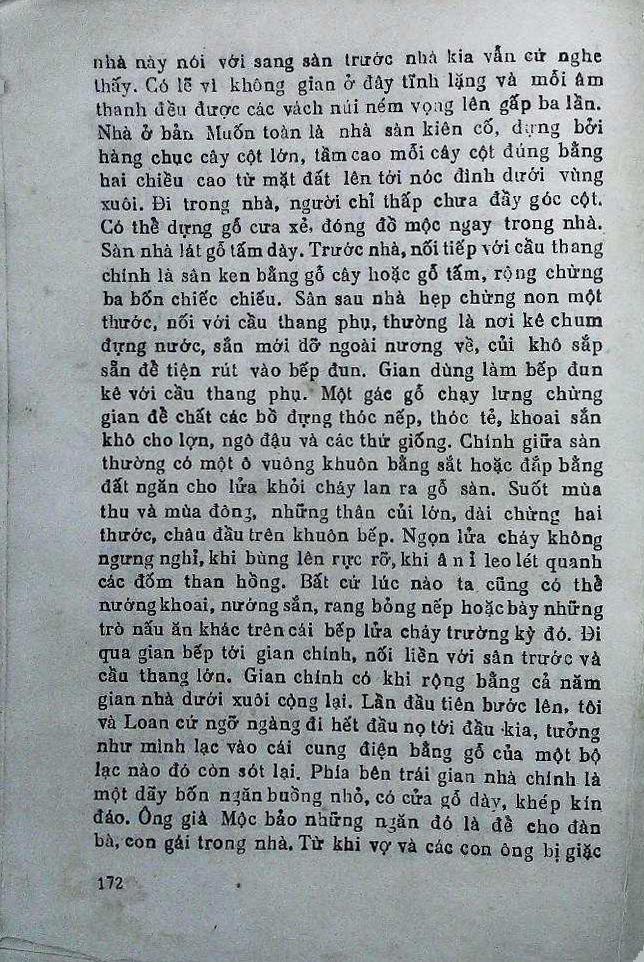 nhà này nói với sang sàn trước nhà kia vẫn cứ nghe
thấy. Có lẽ vì không gian ở đây tĩnh lặng và mỗi âm
thanh đều được các vách núi ném vọng lên gấp ba lần.
Nhà ở bản Muốn toàn là nhà sàn kiên cố, dựng bởi
hàng chục cây cột lớn, tầm cao mỗi cây cột đúng bằng
hai chiều cao từ mặt đất lên tới nóc đình dưới vùng
xuôi. Đi trong nhà, người chỉ thấp chưa đầy góc cột.
Có thể dựng gỗ cưa xẻ, đóng đồ mộc ngay trong nhà.
Sàn nhà lát gỗ tấm dày. Trước nhà, nối tiếp với cầu thang
chính là sàn ken bằng gỗ cây hoặc gỗ tấm, rộng chừng
ba bốn chiếc chiếu. Sàn sau nhà hẹp chừng non một
thước, nối với cầu thang phụ, thường là nơi kê chum
đựng nước, sắn mới dỡ ngoài nương về, củi khô sắp
sẵn để tiện rút vào bếp đun. Gian dùng làm bếp đun
kê với cầu thang phụ. Một gác gỗ chạy lưng chừng
gian để chất các bồ đựng thóc nếp, thóc tẻ, khoai sắn
khô cho lợn, ngô đậu và các thứ giống. Chính giữa sàn
thường có một ô vuông khuôn bằng sắt hoặc đắp bằng
đất ngăn cho lửa khỏi cháy lan ra gỗ sàn. Suốt mùa
thu và mùa đông, những thân củi lớn, dài chừng hai
thước, châu đầu trên khuôn bếp. Ngọn lửa cháy không
ngưng nghỉ, khi bùng lên rực rỡ, khi â n ỉ leo lét quanh
các đốm than hồng. Bất cứ lúc nào ta cũng có thể
nướng khoai, nướng sắn, rang bỏng nếp hoặc bày những
trò nấu ăn khác trên cái bếp lửa cháy trường kỳ đó. Đi
qua gian bếp tới gian chính, nối liền với sân trước và
cầu thang lớn. Gian chính có khi rộng bằng cả năm
gian nhà dưới xuôi cộng lại. Lần đầu tiên bước lên, tôi
và Loan cứ ngỡ ngàng đi hết đầu nọ tới đầu kia, tưởng
như mình lạc vào cái cung điện bằng gỗ của một bộ
lạc nào đó còn sót lại. Phía bên trái gian nhà chính là
một dãy bốn ngăn buồng nhỏ, có cửa gỗ dày, khép kín
đáo. Ông già Mộc bảo những ngăn đó là để cho đàn
bà, con gái trong nhà. Từ khi vợ và các con ông bị giặc
172